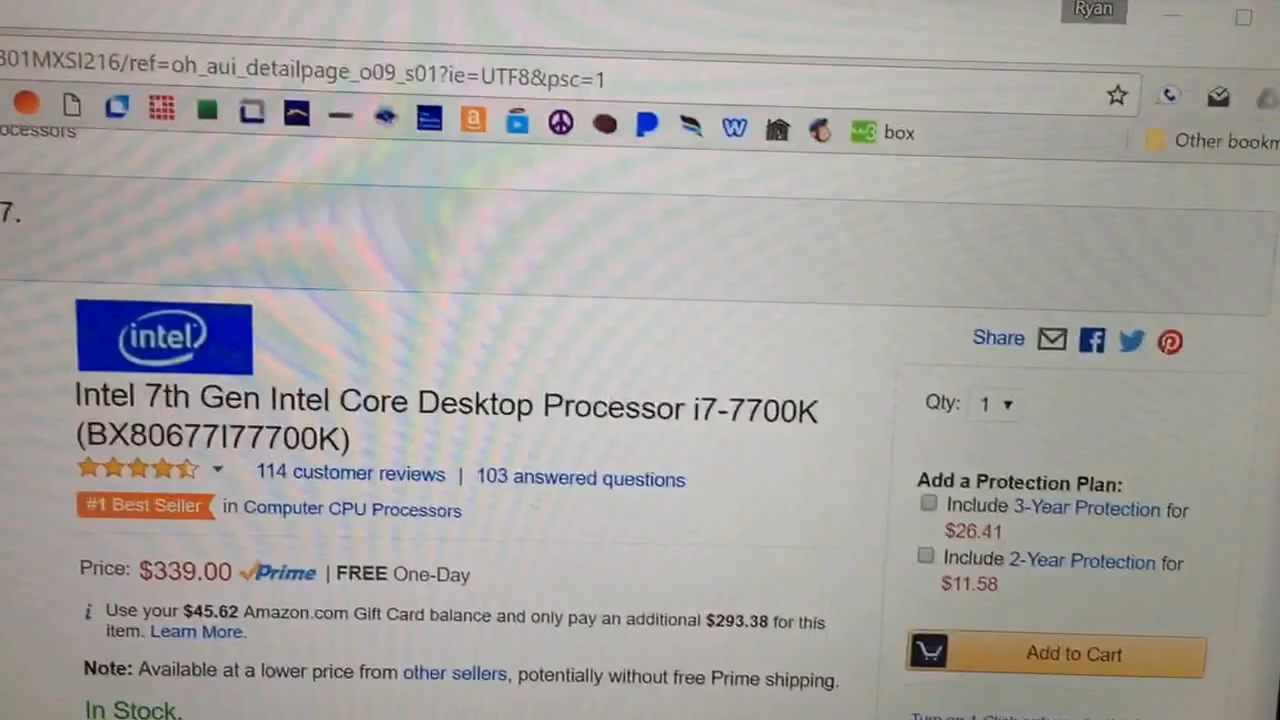 Ryan
301MXSI216/ref=oh_aui_detailpage_o09_s01?ie=UTF8&psc=1
box
Other bookm
ocessors
7.
intel
Share
Intel 7th Gen Intel Core Desktop Processor i7-7700K
(BX80677I77700K)
114 customer reviews | 103 answered questions
#1 Best Seller in Computer CPU Processors
Price: $339.00 Prime | FREE One-Day
i Use your $45.62 Amazon.com Gift Card balance and only pay an additional $293.38 for this
item. Learn More.
Note: Available at a lower price from other sellers, potentially without free Prime shipping.
In Stock.
Qty: 1
Add a Protection Plan:
Include 3-Year Protection for
$26.41
Include 2-Year Protection for
$11.58
Add to Cart